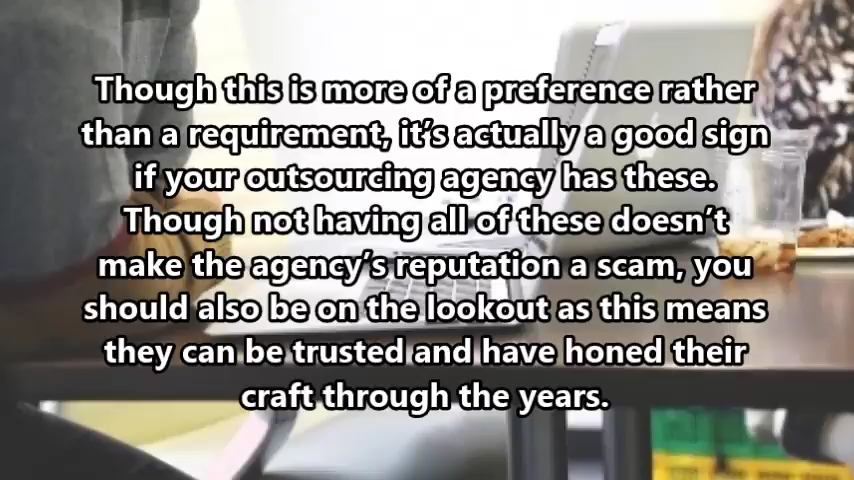 Though this is more of a preference rather
than a requirement, it's actually a good sign
if your outsourcing agency has these.
Though not having all of these doesn't
make the agency's reputation a scam, you
should also be on the lookout as this means
they can be trusted and have honed their
craft through the years.